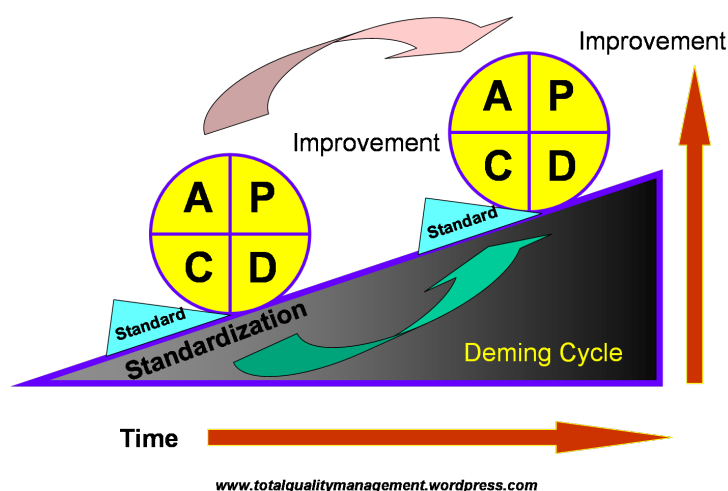 Improvement
A P
C D
Improvement
Standard
A P
C D
Standard
Standardization
Deming Cycle
Time
www.totalqualitymanagement.wordpress.com